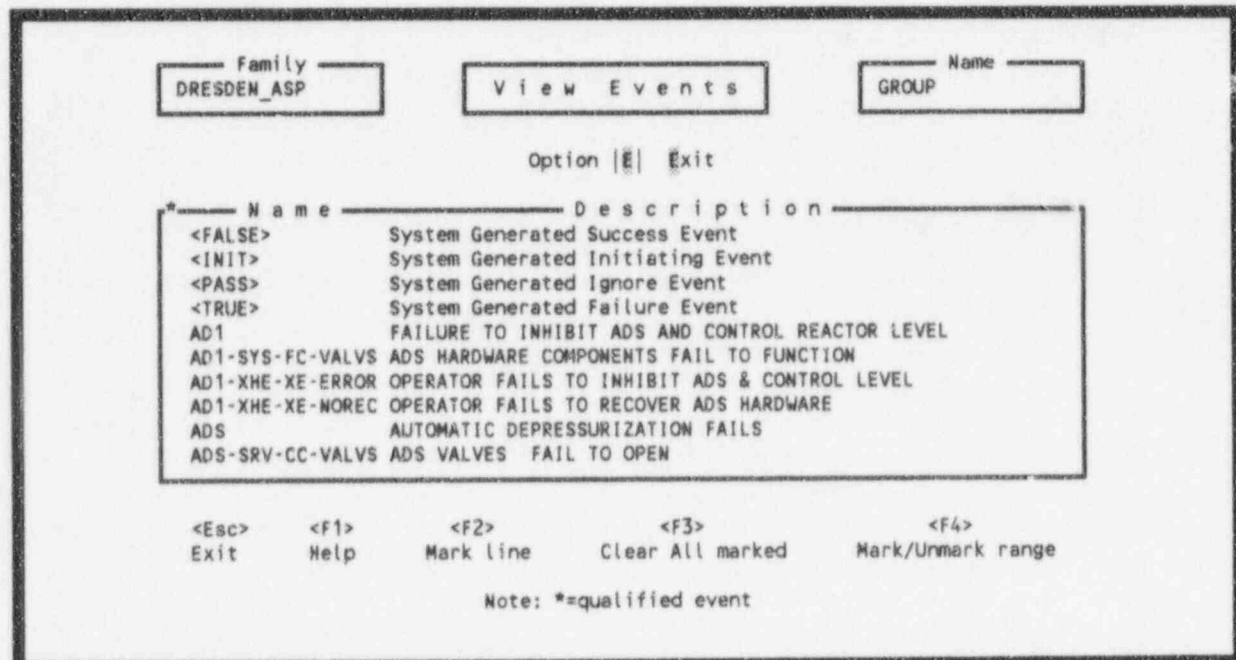 Family
DRESDEN_ASP
View Events
Name
GROUP
Option |E| Exit
* Name Description
<FALSE> System Generated Success Event
<INIT> System Generated Initiating Event
<PASS> System Generated Ignore Event
<TRUE> System Generated Failure Event
AD1 FAILURE TO INHIBIT ADS AND CONTROL REACTOR LEVEL
AD1-SYS-FC-VALVS ADS HARDWARE COMPONENTS FAIL TO FUNCTION
AD1-XHE-XE-ERROR OPERATOR FAILS TO INHIBIT ADS & CONTROL LEVEL
AD1-XHE-XE-NOREC OPERATOR FAILS TO RECOVER ADS HARDWARE
ADS AUTOMATIC DEPRESSURIZATION FAILS
ADS-SRV-CC-VALVS ADS VALVES FAIL TO OPEN
<Esc> <F1> <F2> <F3> <F4>
Exit Help Mark line Clear All marked Mark/Unmark range
Note: *=qualified event